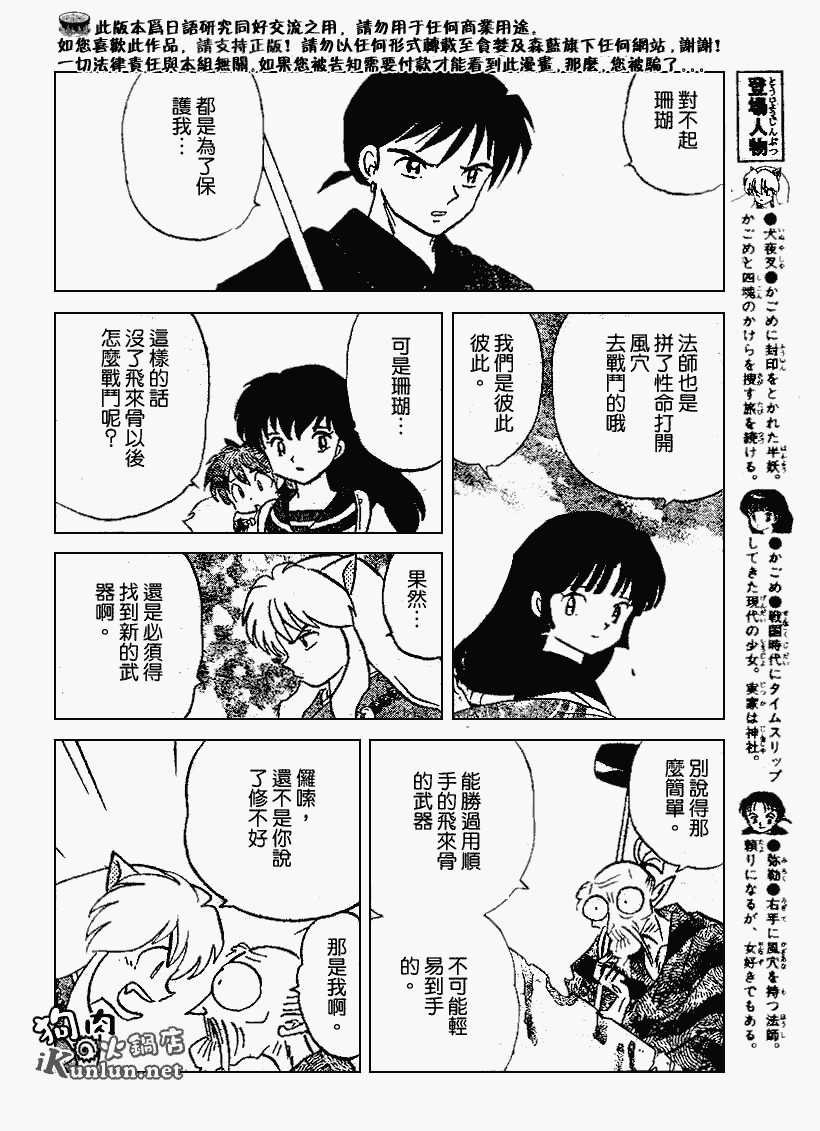 此版本爲日語研究同好交流之用，請勿用于任何商業用途。
如您喜歡此作品，請支持正版！請勿以任何形式轉載至貪婪及森藍旗下任何網站，謝謝！
一切法律責任與本組無關。如果您被告知需要付款才能看到此漫畫，那麼，您被騙了...
對不起
珊瑚
都是為了保
護我…
法師也是
拼了性命打開
風穴
去戰鬥的哦
我們是彼此
彼此。
可是珊瑚…
這樣的話
沒了飛來骨以後
怎麼戰鬥呢？
果然…
還是必須得
找到新的武
器啊。
別說得那
麼簡單。
能勝過用順
手的飛來骨
的武器
不可能輕
易到手
的。
儸嗦，
還不是你說
了修不好
那是我啊。
登場人物
●犬夜叉●かごめに封印をとかれた半妖。
かごめと四魂のかけらを捜す旅を続ける。
●かごめ●戦国時代にタイムスリップ
してきた現代の少女。実家は神社。
●弥勒●右手に風穴を持つ法師。
頼りになるが、女好きでもある。
狗肉
火鍋店
iKunlun.net